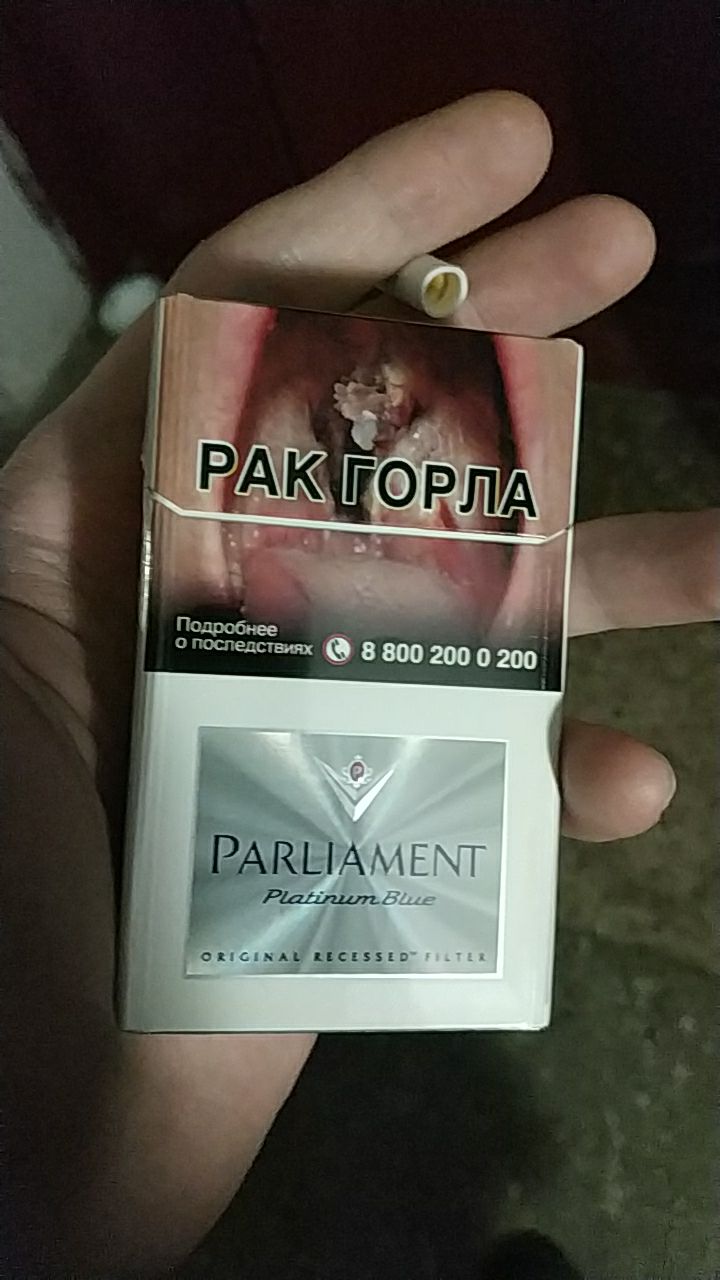 РАК ГОРЛА
Подробнее
о последствиях 8 800 200 0 200
P
PARLIAMENT
Platinum Blue
ORIGINAL RECESSED™ FILTER